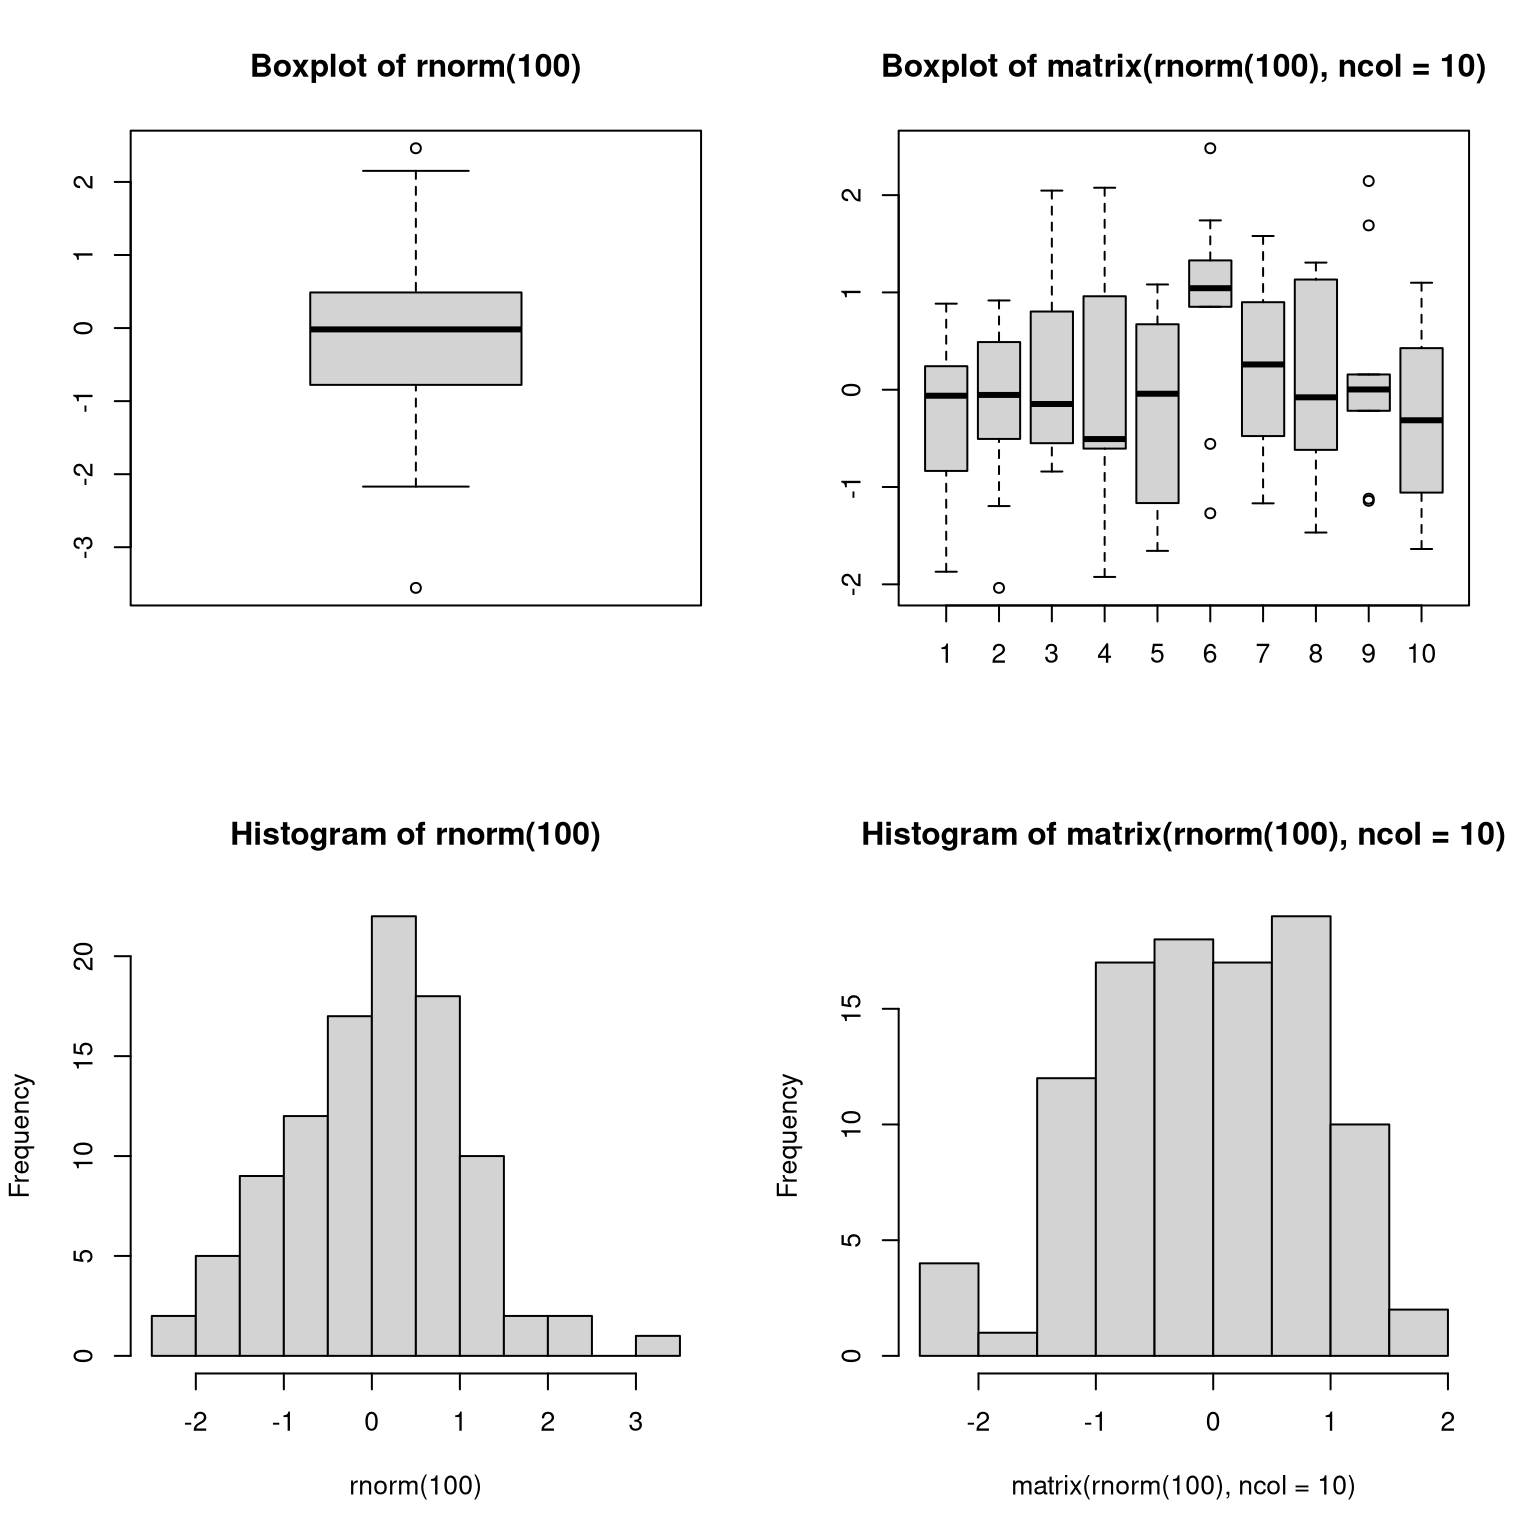 Boxplot of rnorm(100)
2
1
0
-1
-2
-3
Boxplot of matrix(rnorm(100), ncol = 10)
2
1
0
-1
-2
1 2 3 4 5 6 7 8 9 10
Histogram of rnorm(100)
Frequency
20
15
10
5
0
-2 -1 0 1 2 3
rnorm(100)
Histogram of matrix(rnorm(100), ncol = 10)
Frequency
15
10
5
0
-2 -1 0 1 2
matrix(rnorm(100), ncol = 10)